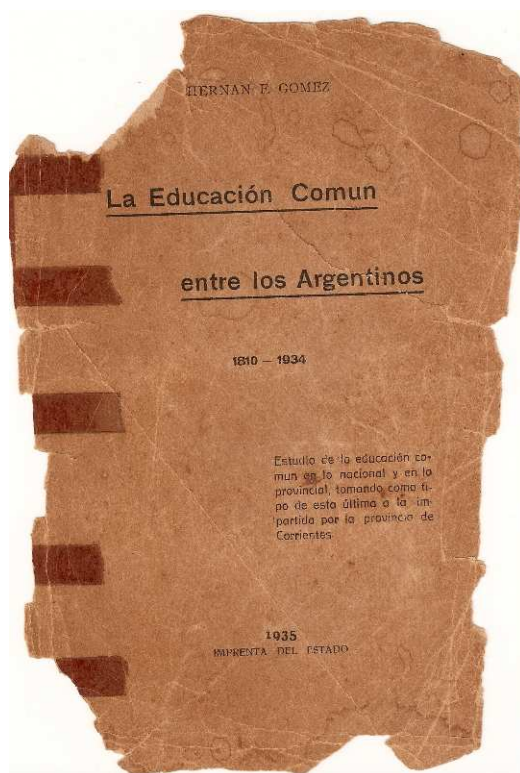 HERNAN F. GOMEZ
La Educación Comun
entre los Argentinos
1810 – 1934
Estudio de la educación co-
mun en lo nacional y en lo
provincial, tomando como ti-
po de esta última a la im-
partida por la provincia de
Corrientes
1935
IMPRENTA DEL ESTADO